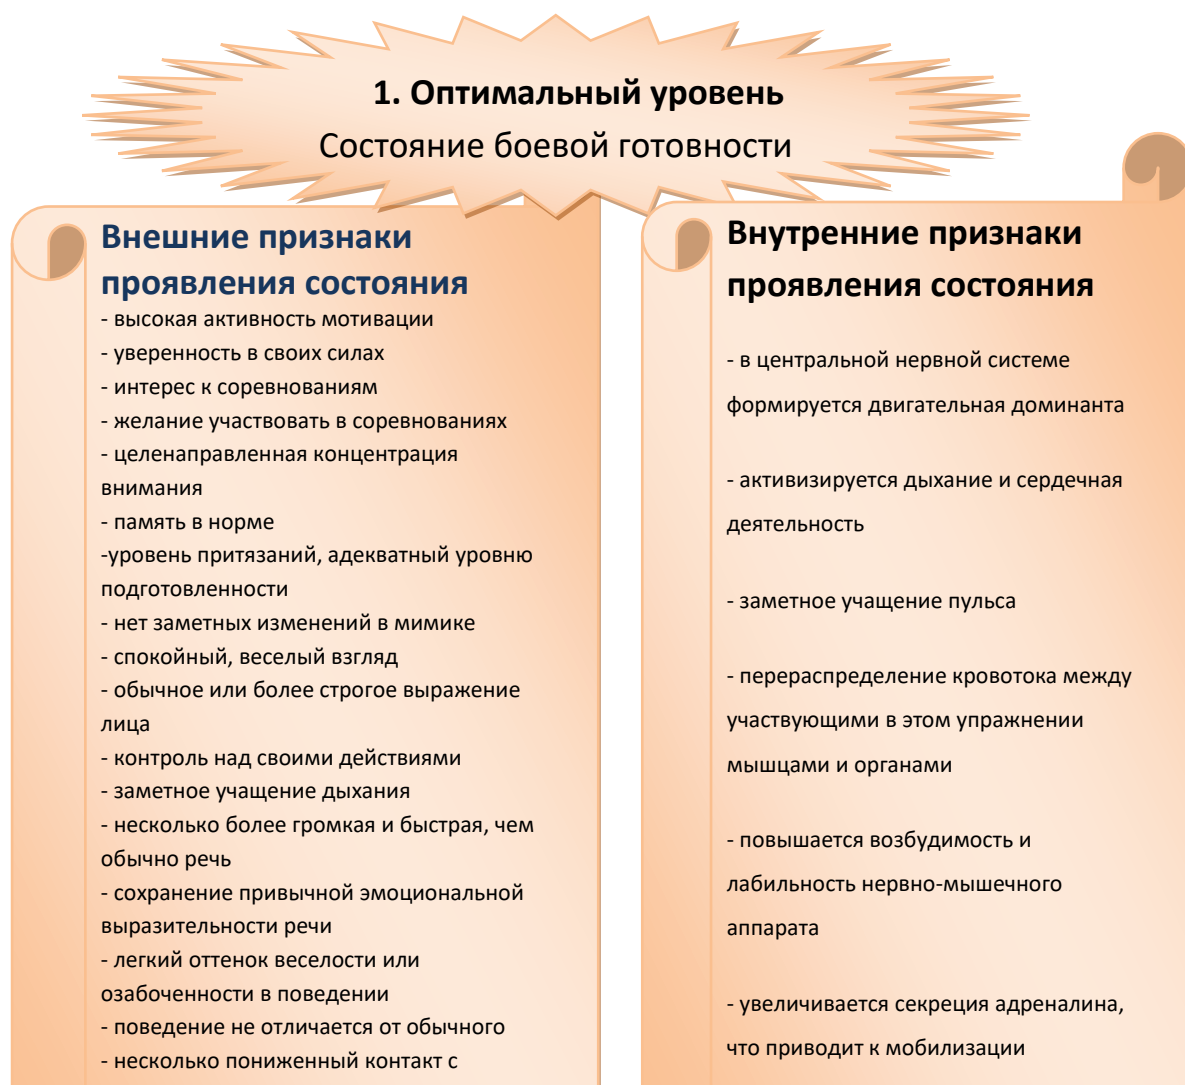 1. Оптимальный уровень
Состояние боевой готовности
Внешние признаки
проявления состояния
- высокая активность мотивации
- уверенность в своих силах
- интерес к соревнованиям
- желание участвовать в соревнованиях
- целенаправленная концентрация
внимания
- память в норме
-уровень притязаний, адекватный уровню
подготовленности
- нет заметных изменений в мимике
- спокойный, веселый взгляд
- обычное или более строгое выражение
лица
- контроль над своими действиями
- заметное учащение дыхания
- несколько более громкая и быстрая, чем
обычно речь
- сохранение привычной эмоциональной
выразительности речи
- легкий оттенок веселости или
озабоченности в поведении
- поведение не отличается от обычного
- несколько пониженный контакт с
Внутренние признаки
проявления состояния
- в центральной нервной системе
формируется двигательная доминанта
- активизируется дыхание и сердечная
деятельность
- заметное учащение пульса
- перераспределение кровотока между
участвующими в этом упражнении
мышцами и органами
- повышается возбудимость и
лабильность нервно-мышечного
аппарата
- увеличивается секреция адреналина,
что приводит к мобилизации